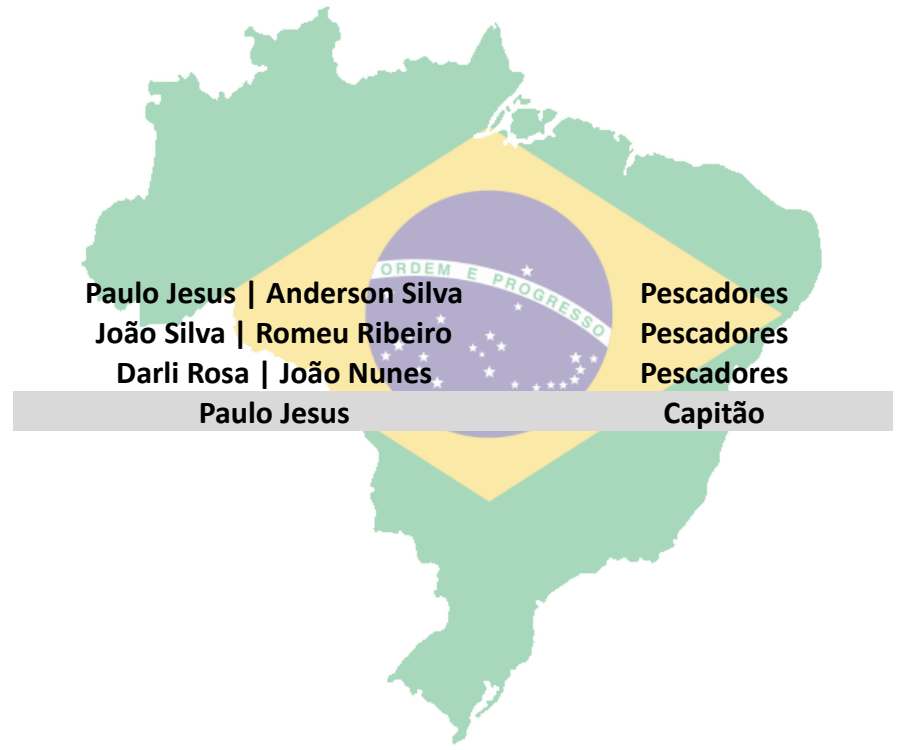 ORDEM E PROGRESSO
Paulo Jesus | Anderson Silva Pescadores
João Silva | Romeu Ribeiro Pescadores
Darli Rosa | João Nunes Pescadores
Paulo Jesus Capitão